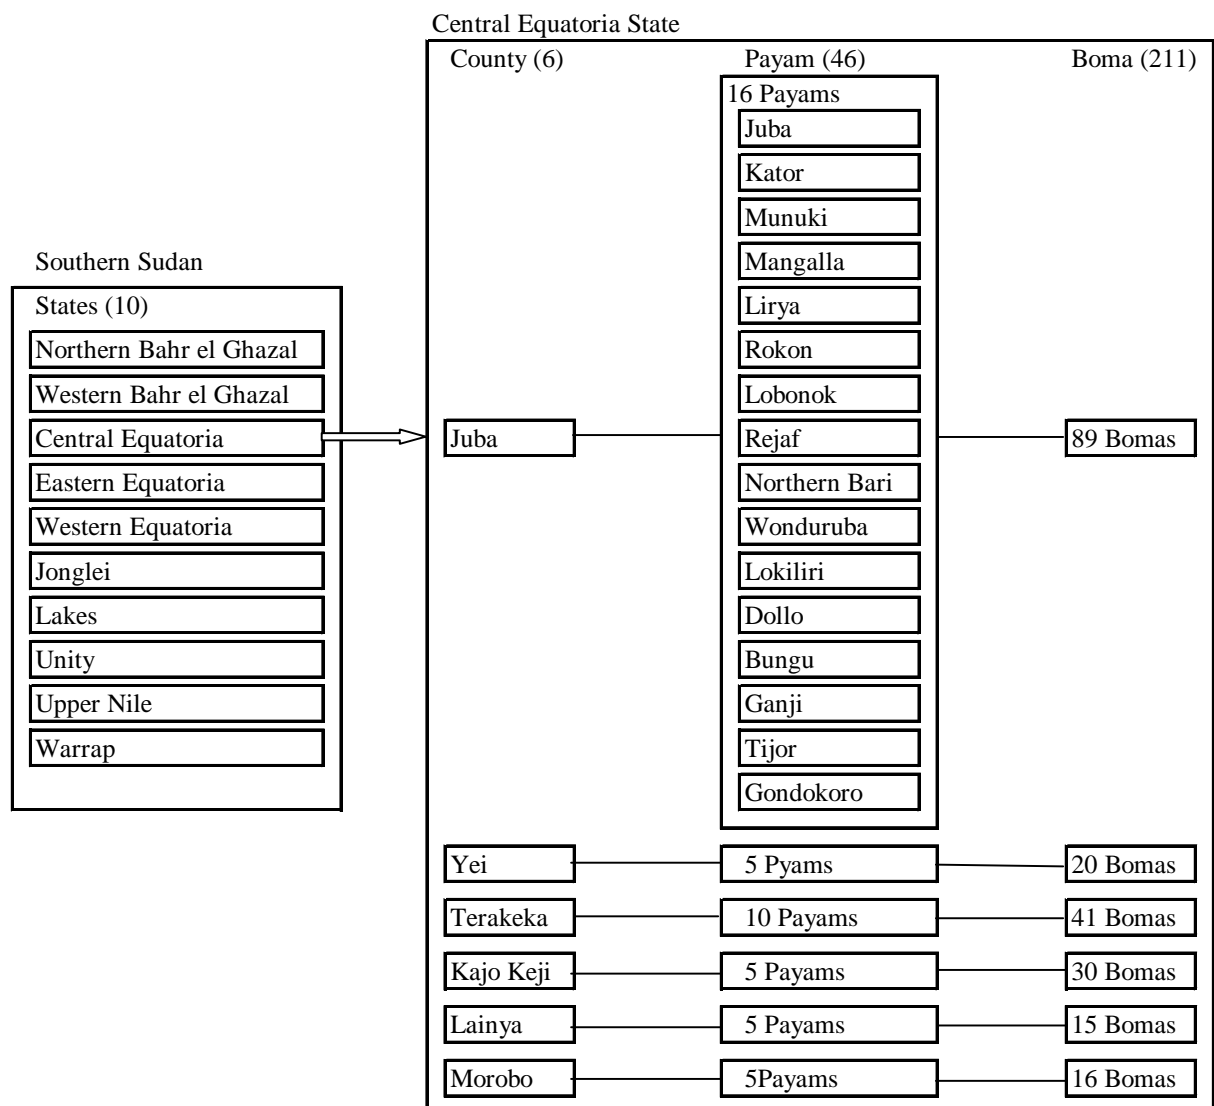 Central Equatoria State
County (6) Payam (46) Boma (211)
16 Payams
Juba
Kator
Munuki
Mangalla
Lirya
Rokon
Lobonok
Rejaf
Northern Bari
Wonduruba
Lokiliri
Dollo
Bungu
Ganji
Tijor
Gondokoro
Southern Sudan
States (10)
Northern Bahr el Ghazal
Western Bahr el Ghazal
Central Equatoria
Eastern Equatoria
Western Equatoria
Jonglei
Lakes
Unity
Upper Nile
Warrap
Juba
89 Bomas
Yei 5 Pyams 20 Bomas
Terakeka 10 Payams 41 Bomas
Kajo Keji 5 Payams 30 Bomas
Lainya 5 Payams 15 Bomas
Morobo 5Payams 16 Bomas